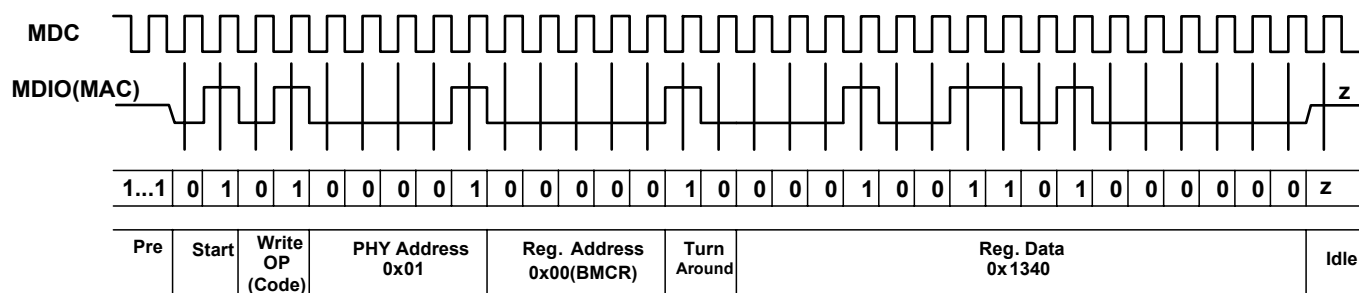 MDC
MDIO(MAC)
z
1...1 0 1 0 1 0 0 0 0 1 0 0 0 0 0 1 0 0 0 0 1 0 0 1 1 0 1 0 0 0 0 0 0 z
Pre Start Write OP (Code) PHY Address 0x01 Reg. Address 0x00(BMCR) Turn Around Reg. Data 0x1340 Idle